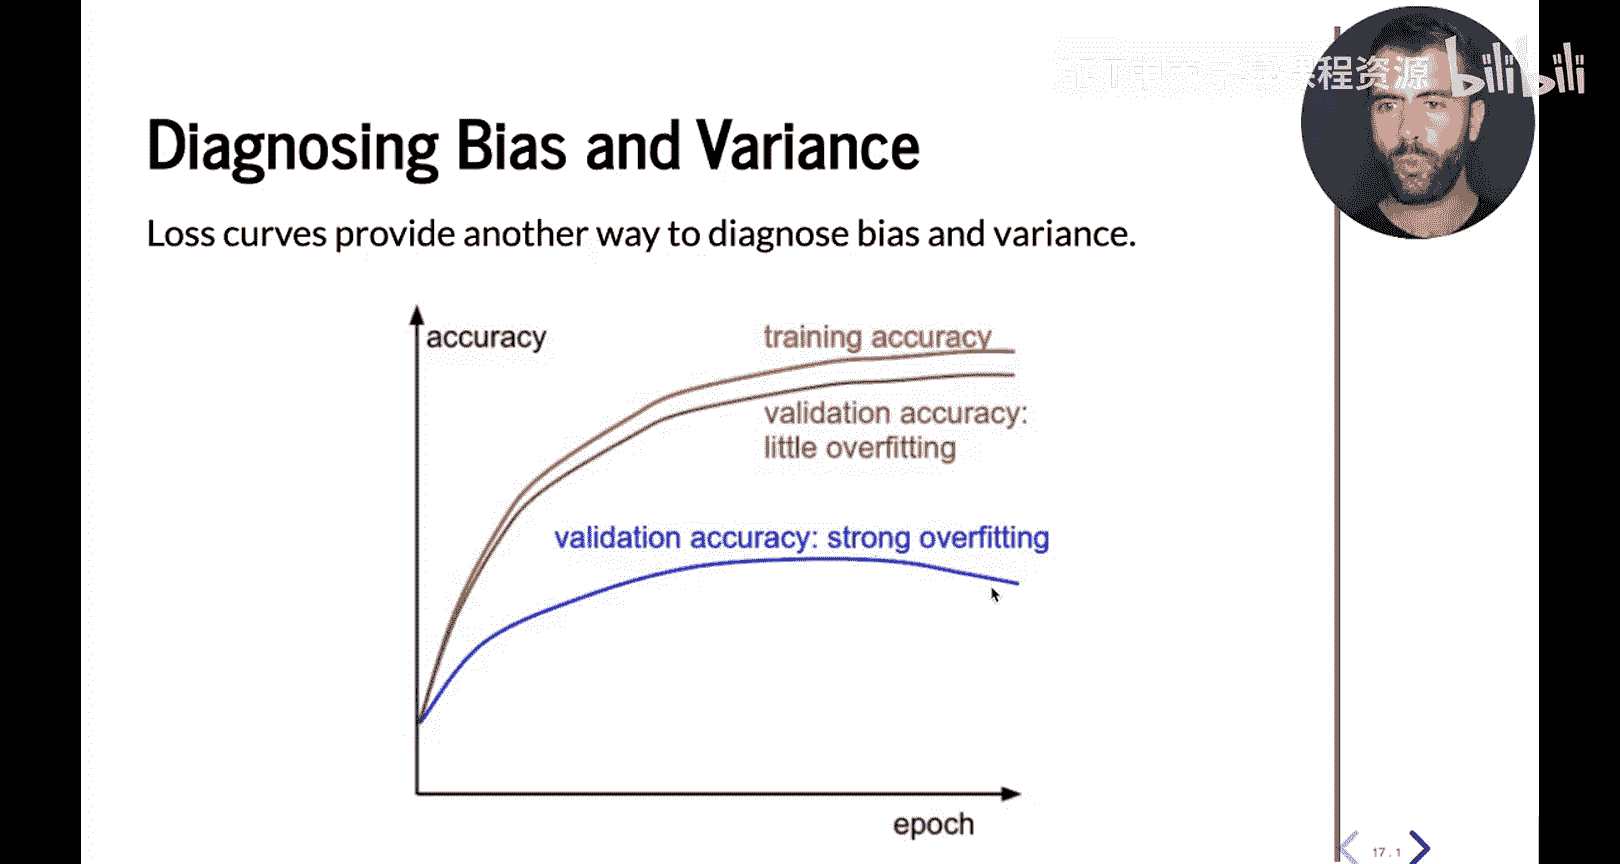 程资源 bilibili
Diagnosing Bias and Variance
Loss curves provide another way to diagnose bias and variance.
accuracy
training accuracy
validation accuracy:
little overfitting
validation accuracy: strong overfitting
epoch
17.1